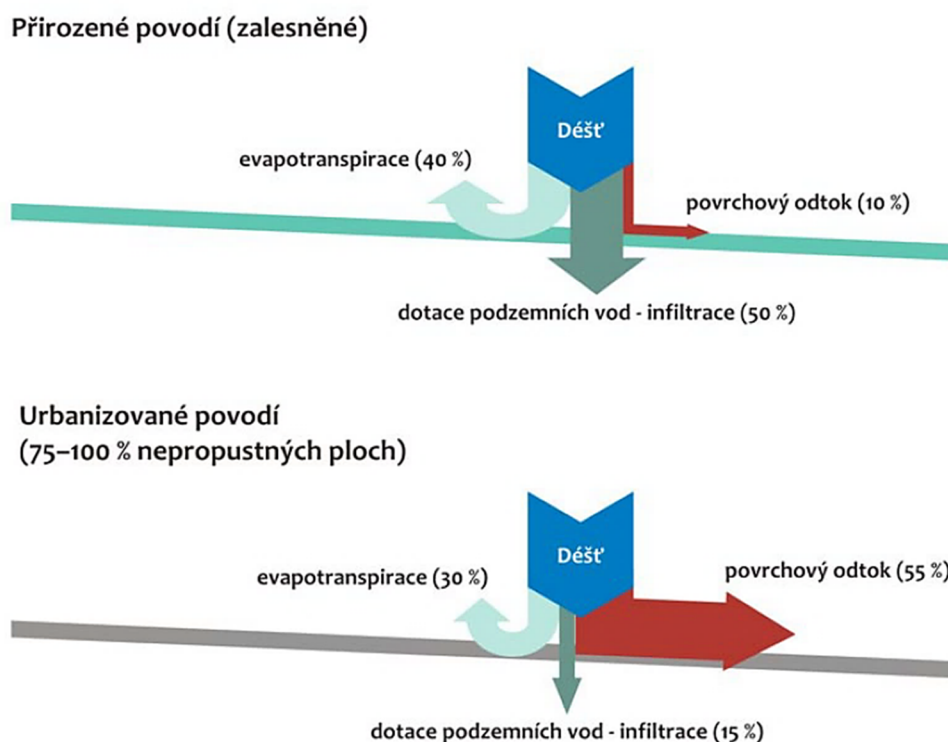 Přirozené povodí (zalesněné)
Déšť
evapotranspirace (40 %)
povrchový odtok (10 %)
dotace podzemních vod - infiltrace (50 %)
Urbanizované povodí
(75–100 % nepropustných ploch)
Déšť
evapotranspirace (30 %)
povrchový odtok (55 %)
dotace podzemních vod - infiltrace (15 %)